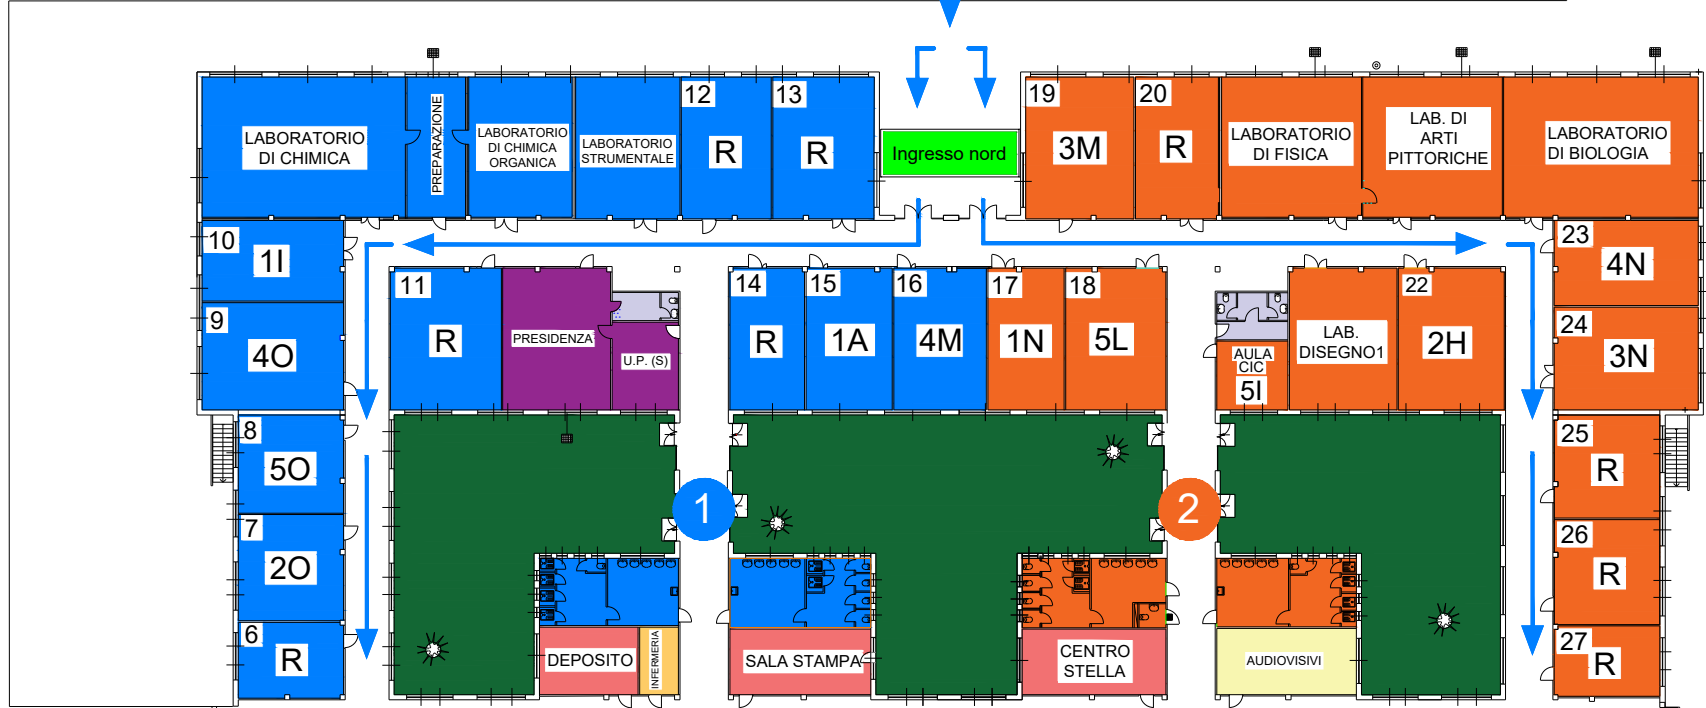 LABORATORIO
DI CHIMICA
PREPARAZIONE
LABORATORIO
DI CHIMICA
ORGANICA
LABORATORIO
STRUMENTALE
12
R
13
R
Ingresso nord
19
3M
20
R
LABORATORIO
DI FISICA
LAB. DI
ARTI
PITTORICHE
LABORATORIO
DI BIOLOGIA
10
1I
9
4O
11
R
PRESIDENZA
U.P. (S)
14
R
15
1A
16
4M
17
1N
18
5L
AULA
CIC
5I
LAB.
DISEGNO1
22
2H
23
4N
24
3N
8
5O
7
2O
6
R
1
2
25
R
26
R
27
R
DEPOSITO
INFERMERIA
SALA STAMPA
CENTRO
STELLA
AUDIOVISIVI